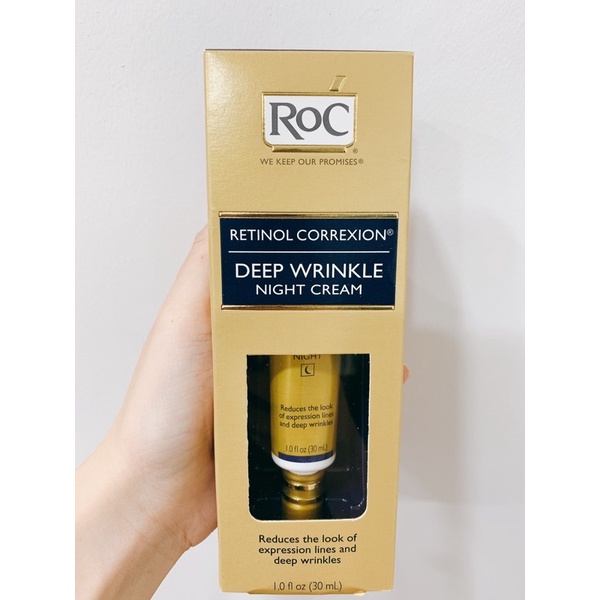 RoC®
WE KEEP OUR PROMISES®
RETINOL CORREXION®
DEEP WRINKLE
NIGHT CREAM
NIGHT
Reduces the look
of expression lines
and deep wrinkles
1.0 fl oz (30 mL)
Reduces the look of
expression lines and
deep wrinkles
1.0 fl oz (30 mL)